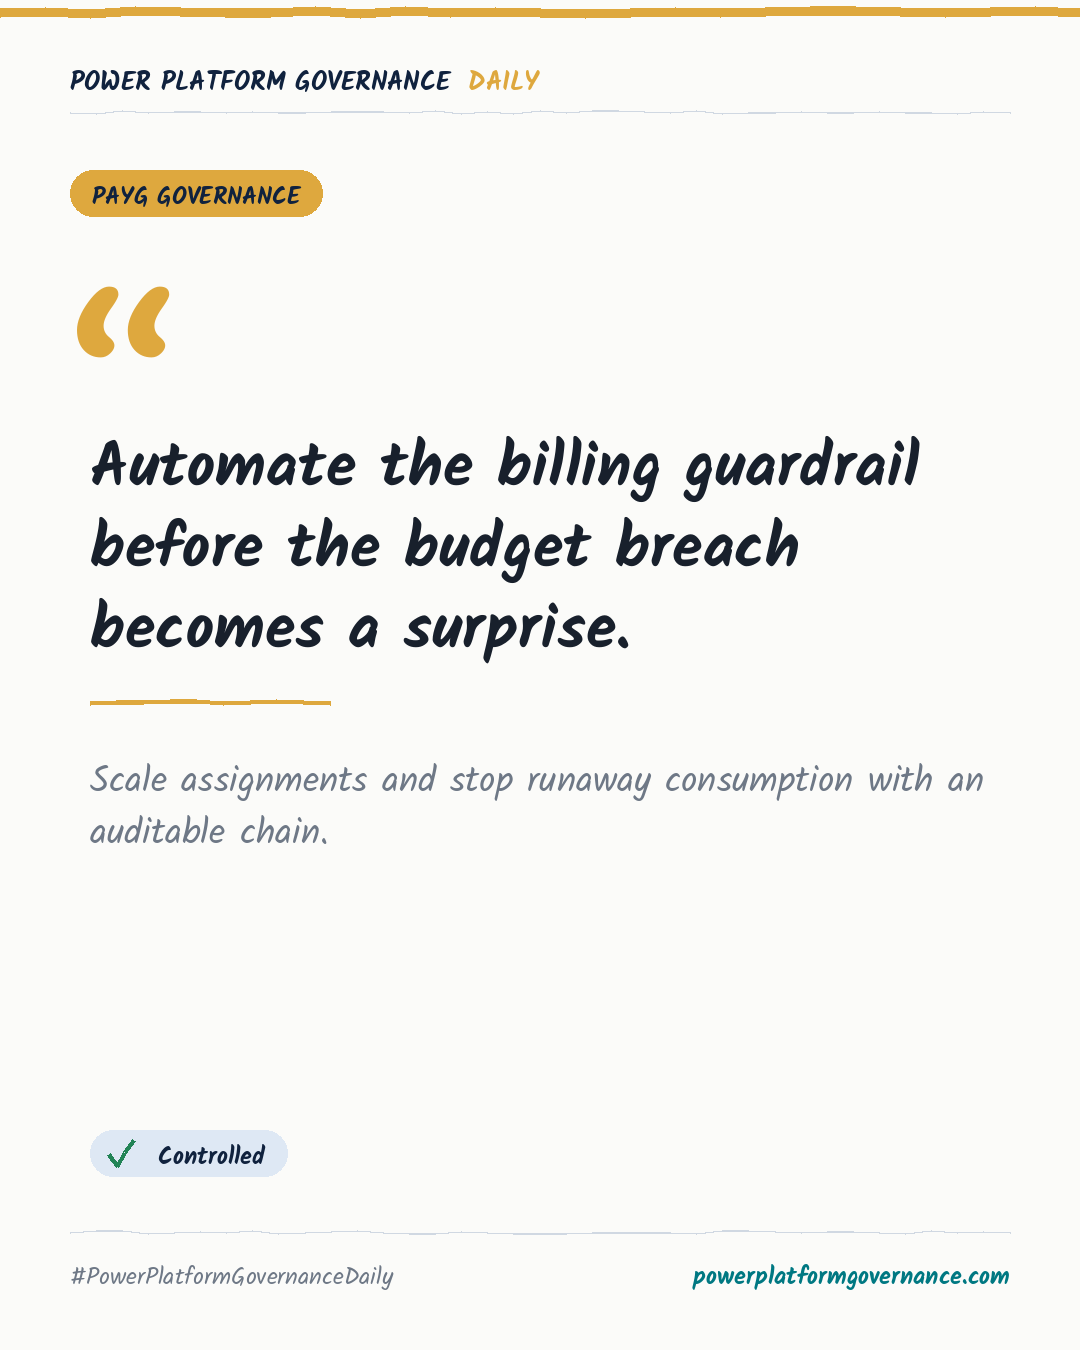 POWER PLATFORM GOVERNANCE DAILY
PAYG GOVERNANCE
“
Automate the billing guardrail
before the budget breach
becomes a surprise.
Scale assignments and stop runaway consumption with an
auditable chain.
✓ Controlled
#PowerPlatformGovernanceDaily
powerplatformgovernance.com